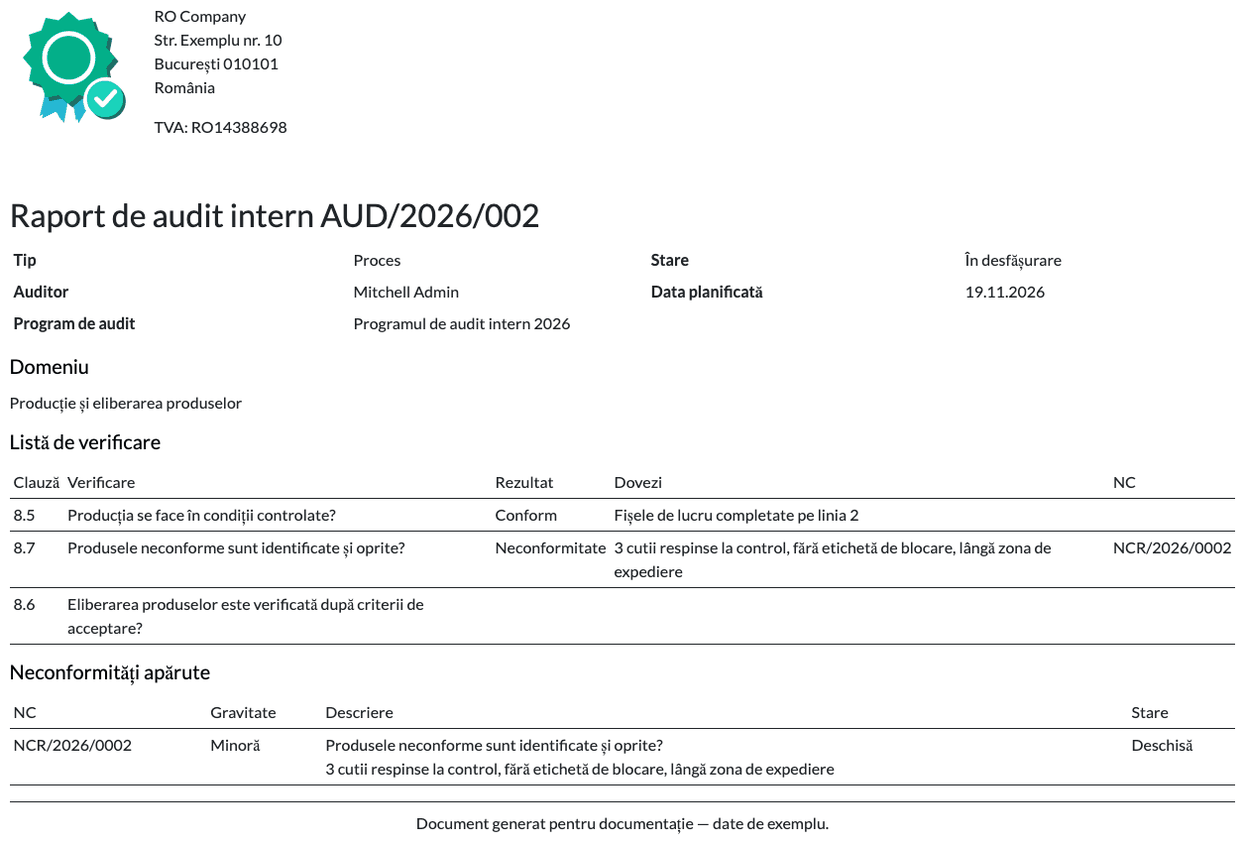 RO Company
Str. Exemplu nr. 10
București 010101
România
TVA: RO14388698
Raport de audit intern AUD/2026/002
Tip Proces Stare În desfășurare
Auditor Mitchell Admin Data planificată 19.11.2026
Program de audit Programul de audit intern 2026
Domeniu
Producție și eliberarea produselor
Listă de verificare
Clauză Verificare Rezultat Dovezi NC
8.5 Producția se face în condiții controlate? Conform Fișele de lucru completate pe linia 2
8.7 Produsele neconforme sunt identificate și oprite? Neconformitate 3 cutii respinse la control, fără etichetă de blocare, lângă zona de NCR/2026/0002
expediere
8.6 Eliberarea produselor este verificată după criterii de
acceptare?
Neconformități apărute
NC Gravitate Descriere Stare
NCR/2026/0002 Minoră Produsele neconforme sunt identificate și oprite? Deschisă
3 cutii respinse la control, fără etichetă de blocare, lângă zona de expediere
Document generat pentru documentație — date de exemplu.